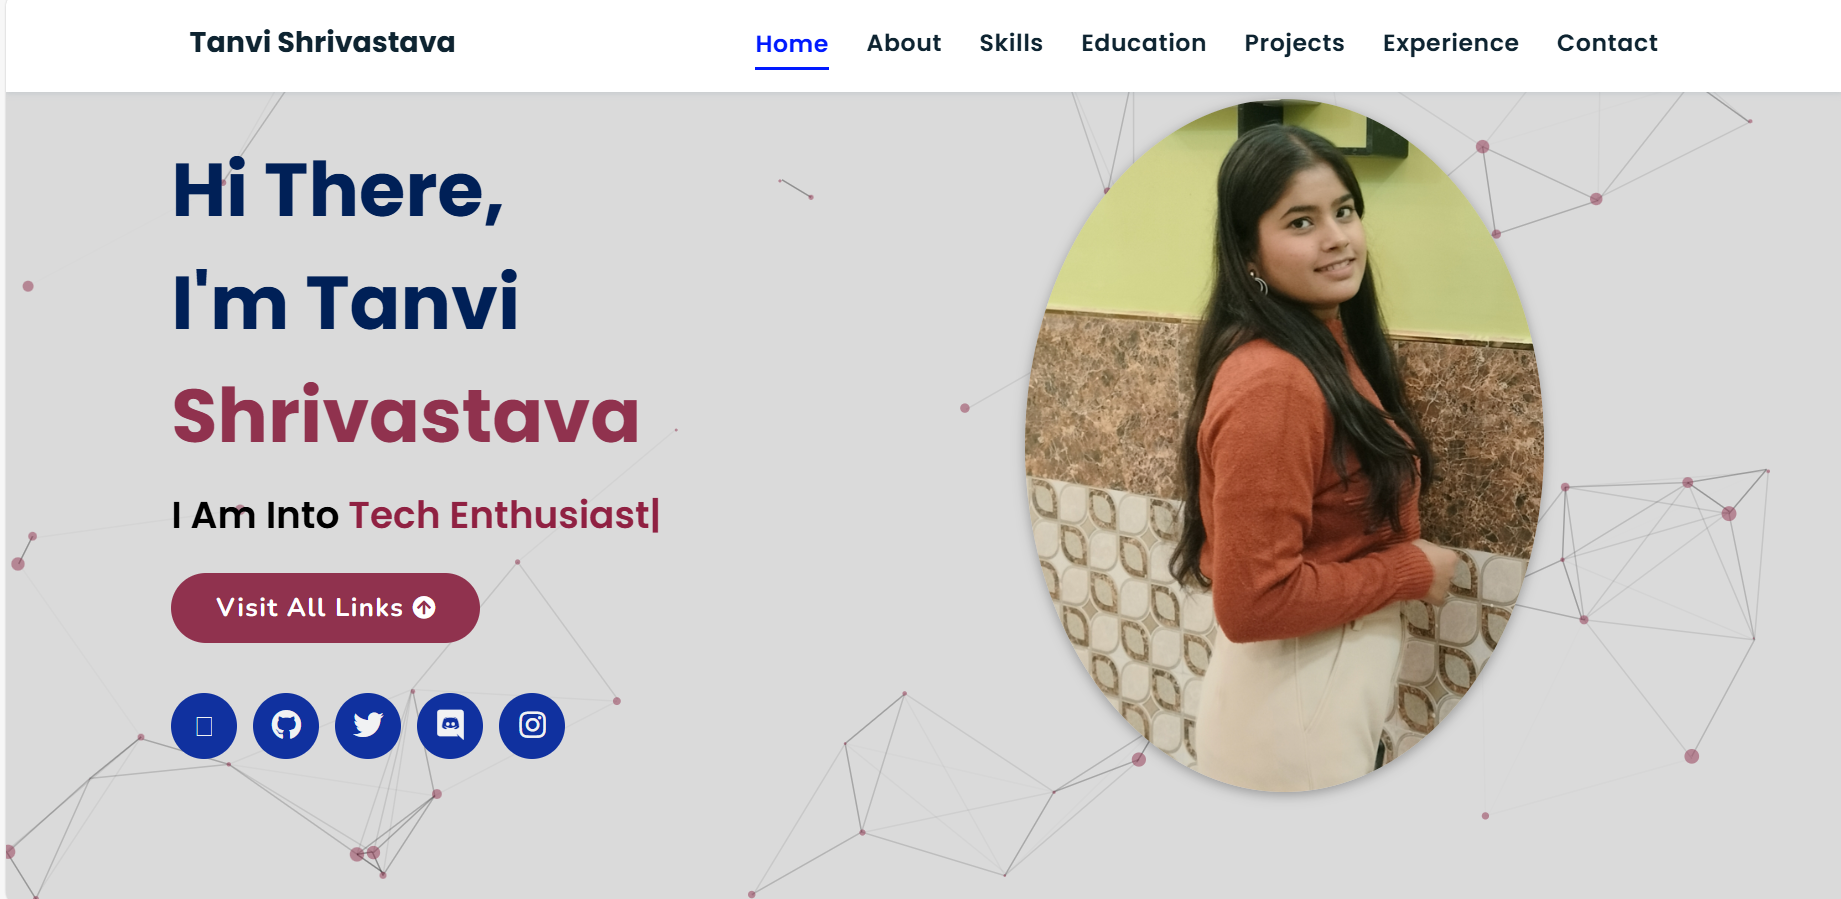 Tanvi Shrivastava
Home About Skills Education Projects Experience Contact
Hi There,
I'm Tanvi
Shrivastava
I Am Into Tech Enthusiast|
Visit All Links